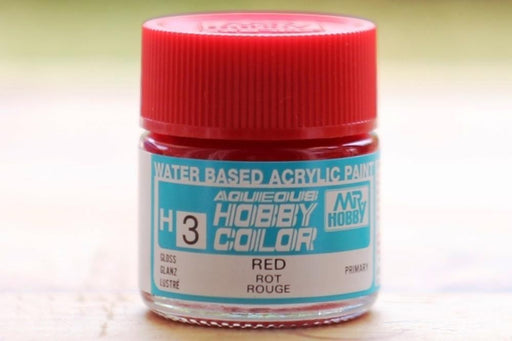 WATER BASED ACRYLIC PAINT
AQUEOUS
HOBBY
COLOR
H 3
MR
HOBBY
GLOSS
GLANZ
LUSTRÉ
RED
ROT
ROUGE
PRIMARY